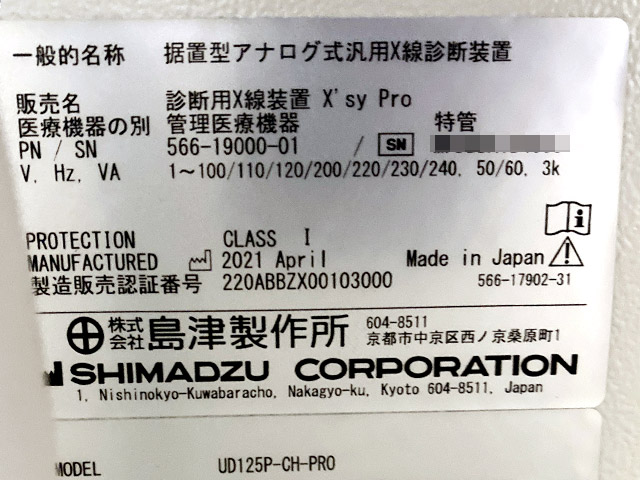 一般的名称 据置型アナログ式汎用X線診断装置
販売名 診断用X線装置 X'sy Pro
医療機器の別 管理医療機器 特管
PN / SN 566-19000-01 / SN
V, Hz, VA 1~100/110/120/200/220/230/240, 50/60, 3k
PROTECTION CLASS I
MANUFACTURED 2021 April Made in Japan
製造販売認証番号 220ABBZX00103000 566-17902-31
株式会社 島津製作所 604-8511
京都市中京区西ノ京桑原町1
SHIMADZU CORPORATION
1, Nishinokyo-Kuwabaracho, Nakagyo-ku, Kyoto 604-8511, Japan
MODEL UD125P-CH-PRO